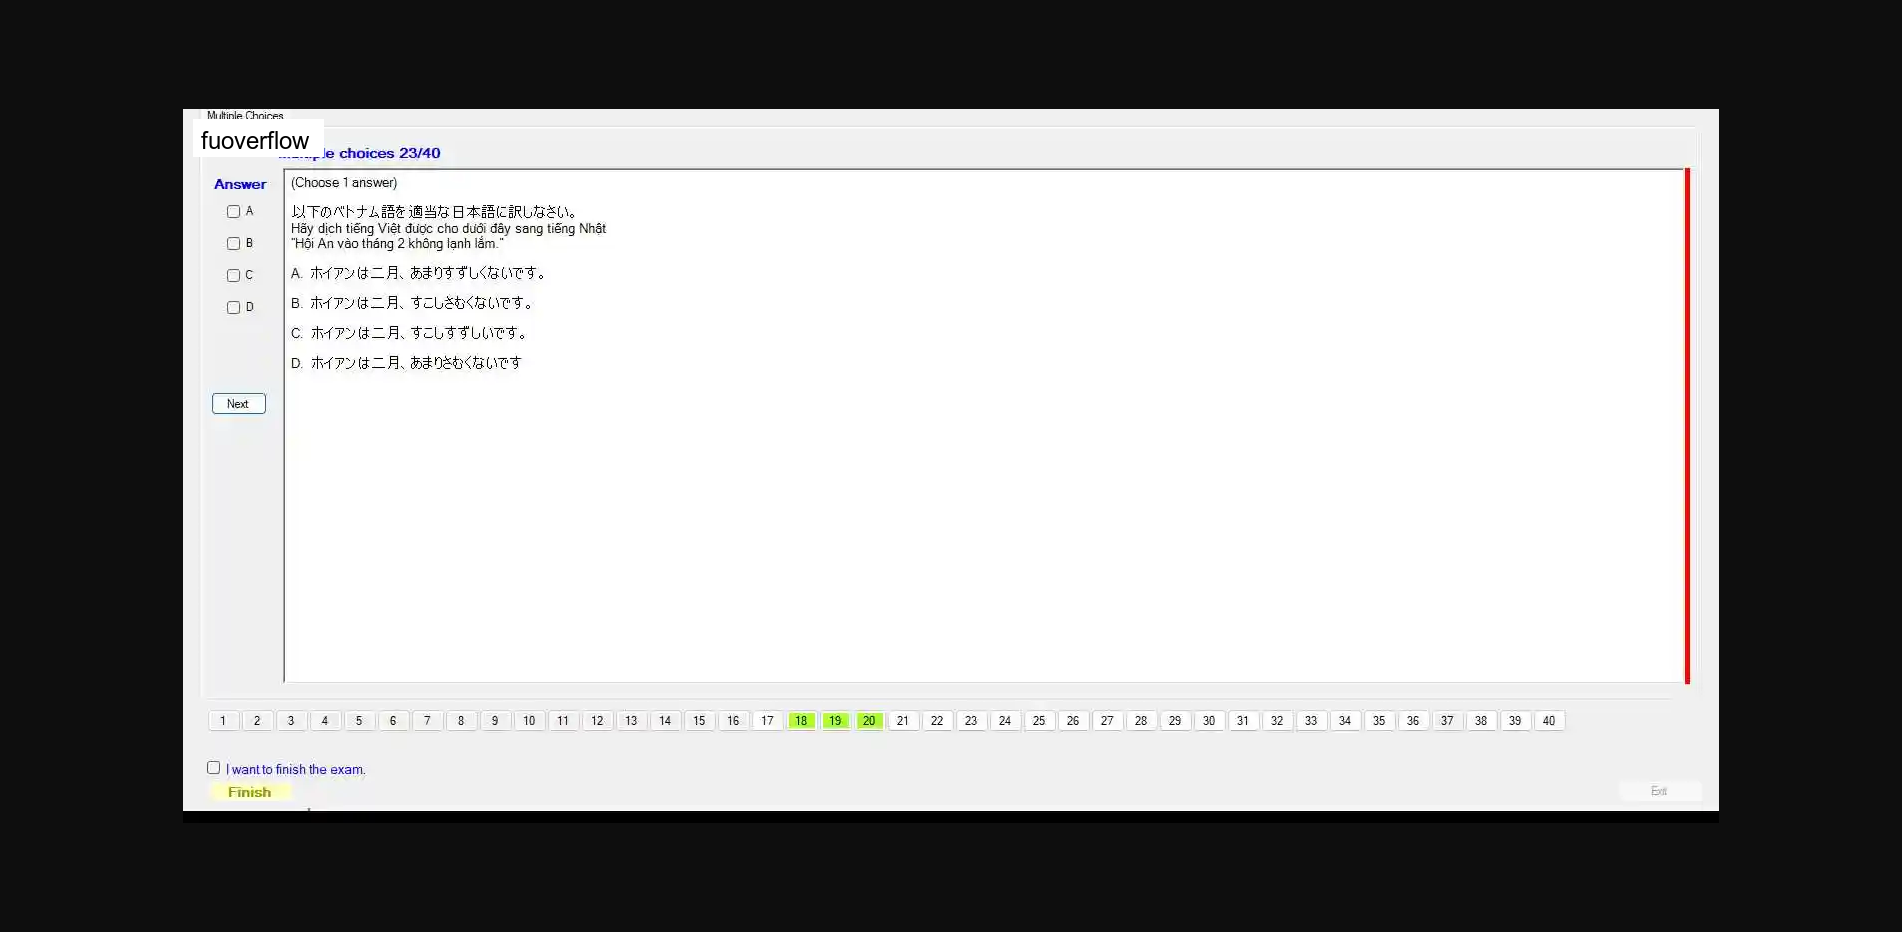 Multiple Choices
fuoverflow
choices 23/40
Answer
(Choose 1 answer)
A
B
C
D
以下のベトナム語を適当な日本語に訳しなさい。
Hãy dịch tiếng Việt được cho dưới đây sang tiếng Nhật
"Hội An vào tháng 2 không lạnh lắm."
A. ホイアンは二月、あまりすずしくないです。
B. ホイアンは二月、すこしさむくないです。
C. ホイアンは二月、すこしすずしいです。
D. ホイアンは二月、あまりさむくないです
Next
1 2 3 4 5 6 7 8 9 10 11 12 13 14 15 16 17 18 19 20 21 22 23 24 25 26 27 28 29 30 31 32 33 34 35 36 37 38 39 40
I want to finish the exam.
Finish
Exit